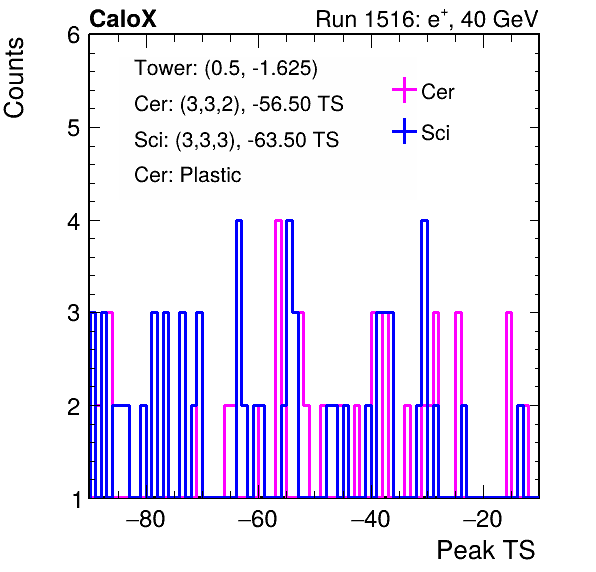 CaloX Run 1516: e⁺, 40 GeV
Counts
6
Tower: (0.5, -1.625)
Cer: (3,3,2), -56.50 TS
Sci: (3,3,3), -63.50 TS
Cer: Plastic
Cer
Sci
5
4
3
2
1
−80 −60 −40 −20
Peak TS